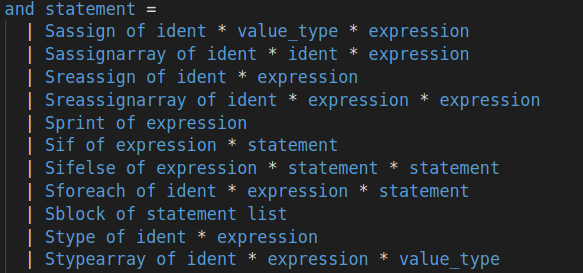 and statement =
| Sassign of ident * value_type * expression
| Sassignarray of ident * ident * expression
| Sreassign of ident * expression
| Sreassignarray of ident * expression * expression
| Sprint of expression
| Sif of expression * statement
| Sifelse of expression * statement * statement
| Sforeach of ident * expression * statement
| Sblock of statement list
| Stype of ident * expression
| Stypearray of ident * expression * value_type